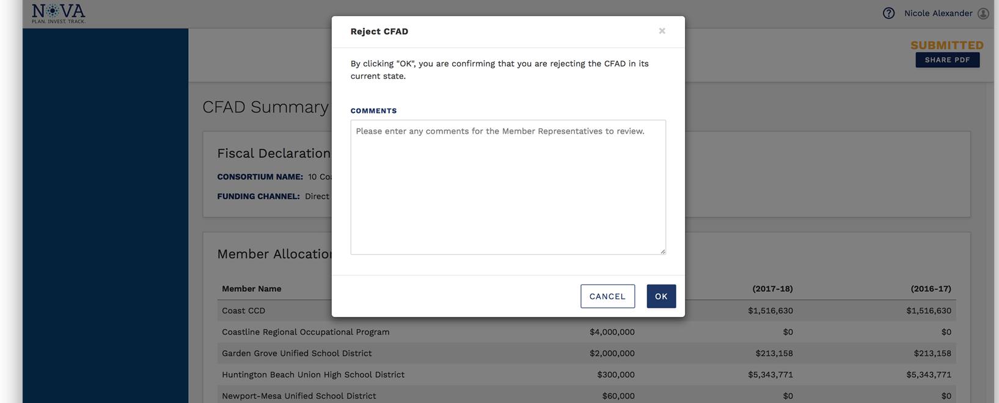 NOVA
PLAN. INVEST. TRACK.
Nicole Alexander
SUBMITTED
SHARE PDF
Reject CFAD
By clicking "OK", you are confirming that you are rejecting the CFAD in its
current state.
COMMENTS
Please enter any comments for the Member Representatives to review.
CANCEL
OK
CFAD Summary
Fiscal Declaration
CONSORTIUM NAME: 10
FUNDING CHANNEL: Direct
Member
Member Name (2017-18) (2016-17)
Coast CCD $1,516,630 $1,516,630
Coastline Regional Occupational Program $4,000,000 $0 $0
Garden Grove Unified School District $2,000,000 $213,158 $213,158
Huntington Beach Union High School District $300,000 $5,343,771 $5,343,771
Newport-Mesa Unified School District $60,000 $0 $0